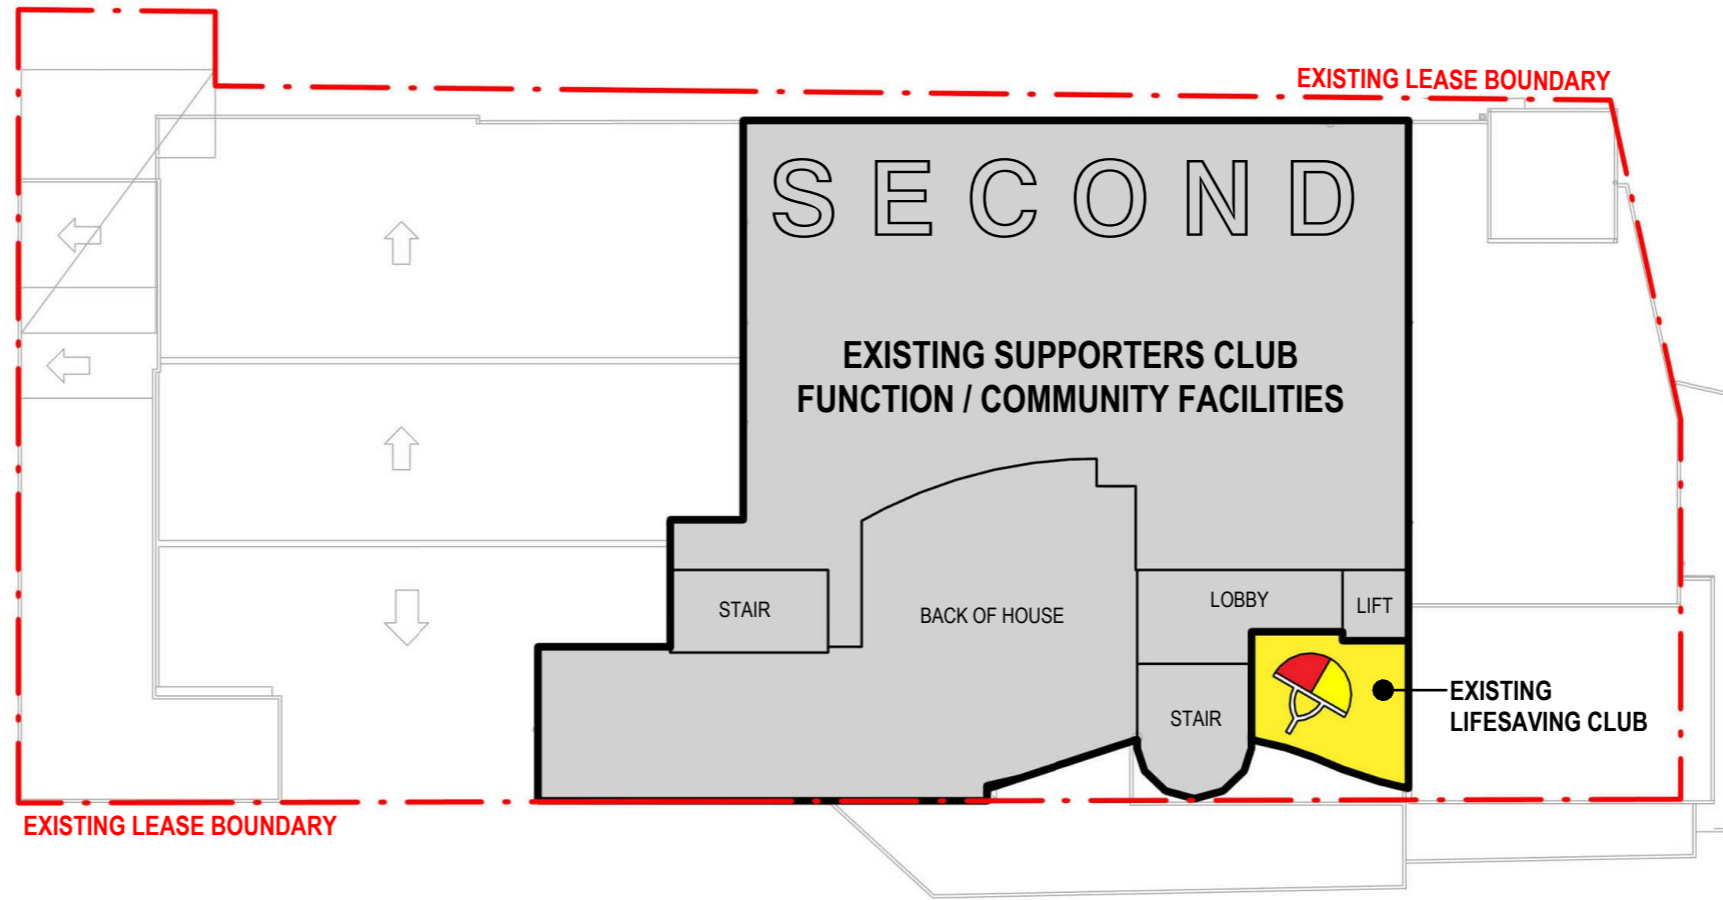 EXISTING LEASE BOUNDARY
SECOND
EXISTING SUPPORTERS CLUB
FUNCTION / COMMUNITY FACILITIES
STAIR
BACK OF HOUSE
LOBBY
LIFT
STAIR
EXISTING
LIFESAVING CLUB
EXISTING LEASE BOUNDARY